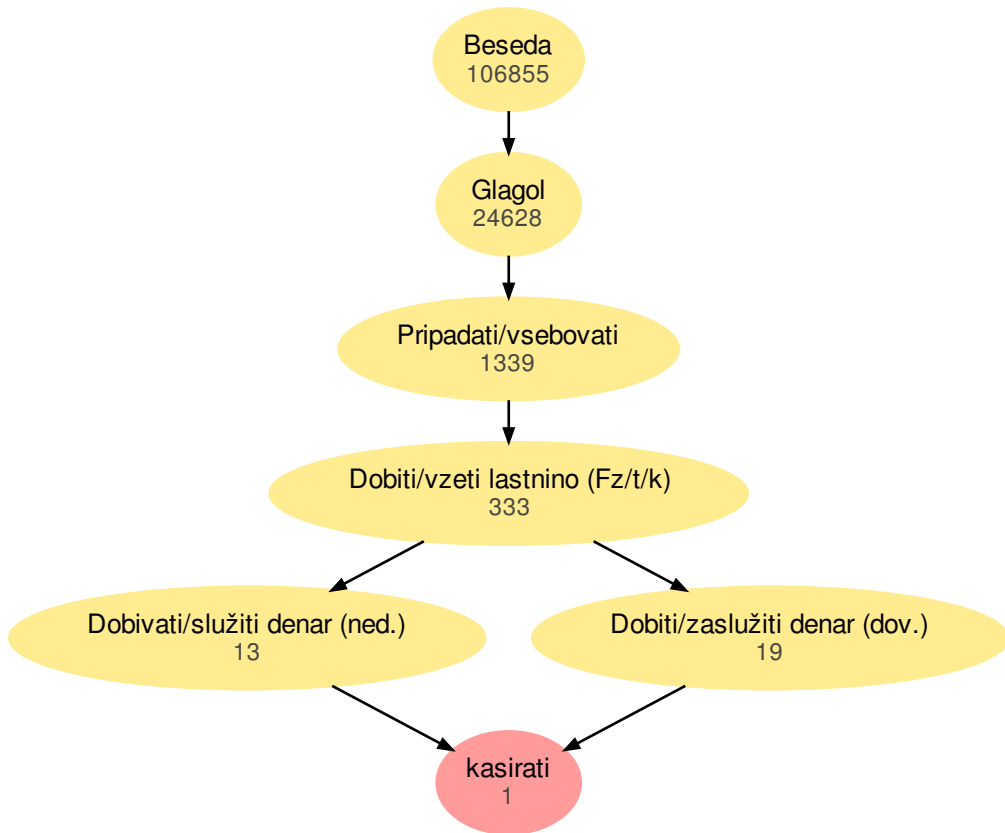 Beseda
106855
Glagol
24628
Pripadati/vsebovati
1339
Dobiti/vzeti lastnino (Fz/t/k)
333
Dobivati/služiti denar (ned.)
13
Dobiti/zaslužiti denar (dov.)
19
kasirati
1